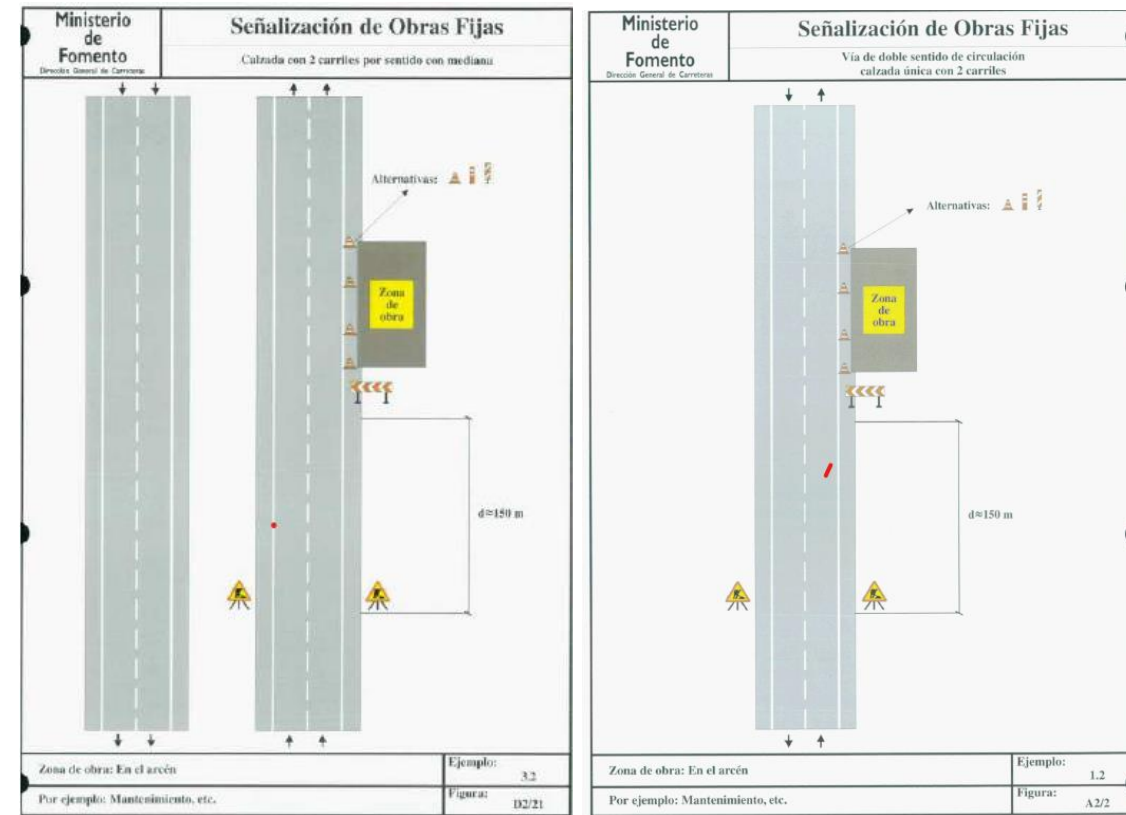 Ministerio
de
Fomento
Dirección General de Carreteras
Señalización de Obras Fijas
Calzada con 2 carriles por sentido con mediana
Alternativas:
Zona
de
obra
d≈150 m
Zona de obra: En el arcén
Ejemplo:
3.2
Por ejemplo: Mantenimiento, etc.
Figura:
D2/21
Ministerio
de
Fomento
Dirección General de Carreteras
Señalización de Obras Fijas
Vía de doble sentido de circulación
calzada única con 2 carriles
Alternativas:
Zona
de
obra
d≈150 m
Zona de obra: En el arcén
Ejemplo:
1.2
Por ejemplo: Mantenimiento, etc.
Figura:
A2/2